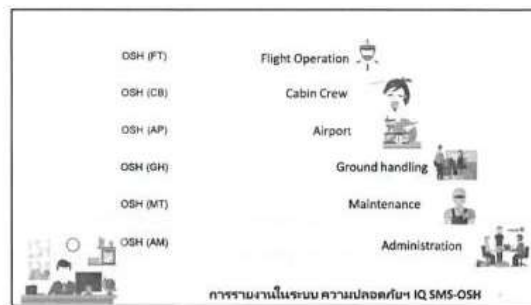 OSH (FT) Flight Operation
OSH (CB) Cabin Crew
OSH (AP) Airport
OSH (GH) Ground handling
OSH (MT) Maintenance
OSH (AM) Administration
การรายงานในระบบ ความปลอดภัยฯ IQ SMS-OSH